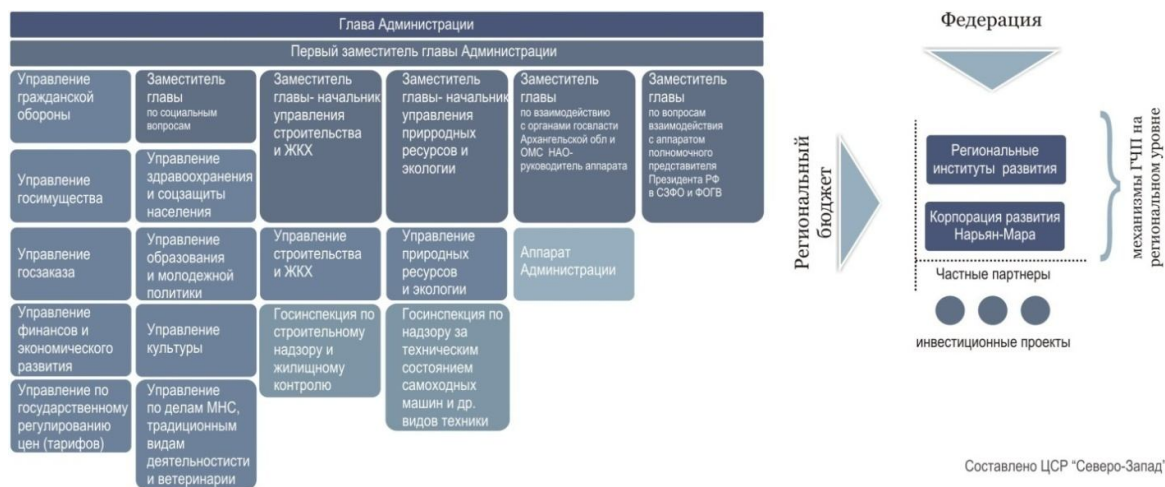 Глава Администрации
Первый заместитель главы Администрации
Управление
гражданской
обороны
Управление
госимущества
Управление
госзаказа
Управление
финансов и
экономического
развития
Управление по
государственному
регулированию
цен (тарифов)
Заместитель
главы
по социальным
вопросам
Управление
здравоохранения
и соцзащиты
населения
Управление
образования
и молодежной
политики
Управление
культуры
Управление
по делам МНС,
традиционным
видам
деятельностисти
и ветеринарии
Заместитель
главы- начальник
управления
строительства
и ЖКХ
Управление
строительства
и ЖКХ
Госинспекция по
строительному
надзору и
жилищному
контролю
Заместитель
главы- начальник
управления
прирродных
ресурсов и
экологии
Управление
природных
ресурсов
и экологии
Госинспекция по
надзору за
техническим
состоянием
самоходных
машин и др.
видов техники
Заместитель
главы
по взаимодействию
с органами госвласти
Архангельской обл и
ОМС НАО-
руководитель аппарата
Аппарат
Администрации
Заместитель
главы
по вопросам
взаимодействия
с аппаратом
полномочного
представителя
Президента РФ
в СЗФО и ФОГВ
Федерация
Региональный
бюджет
Региональные
институты развития
Корпорация развития
Нарьян-Мара
Частные партнеры
инвестиционные проекты
механизмы ГЧП на
региональном уровне
Составлено ЦСР "Северо-Запад"